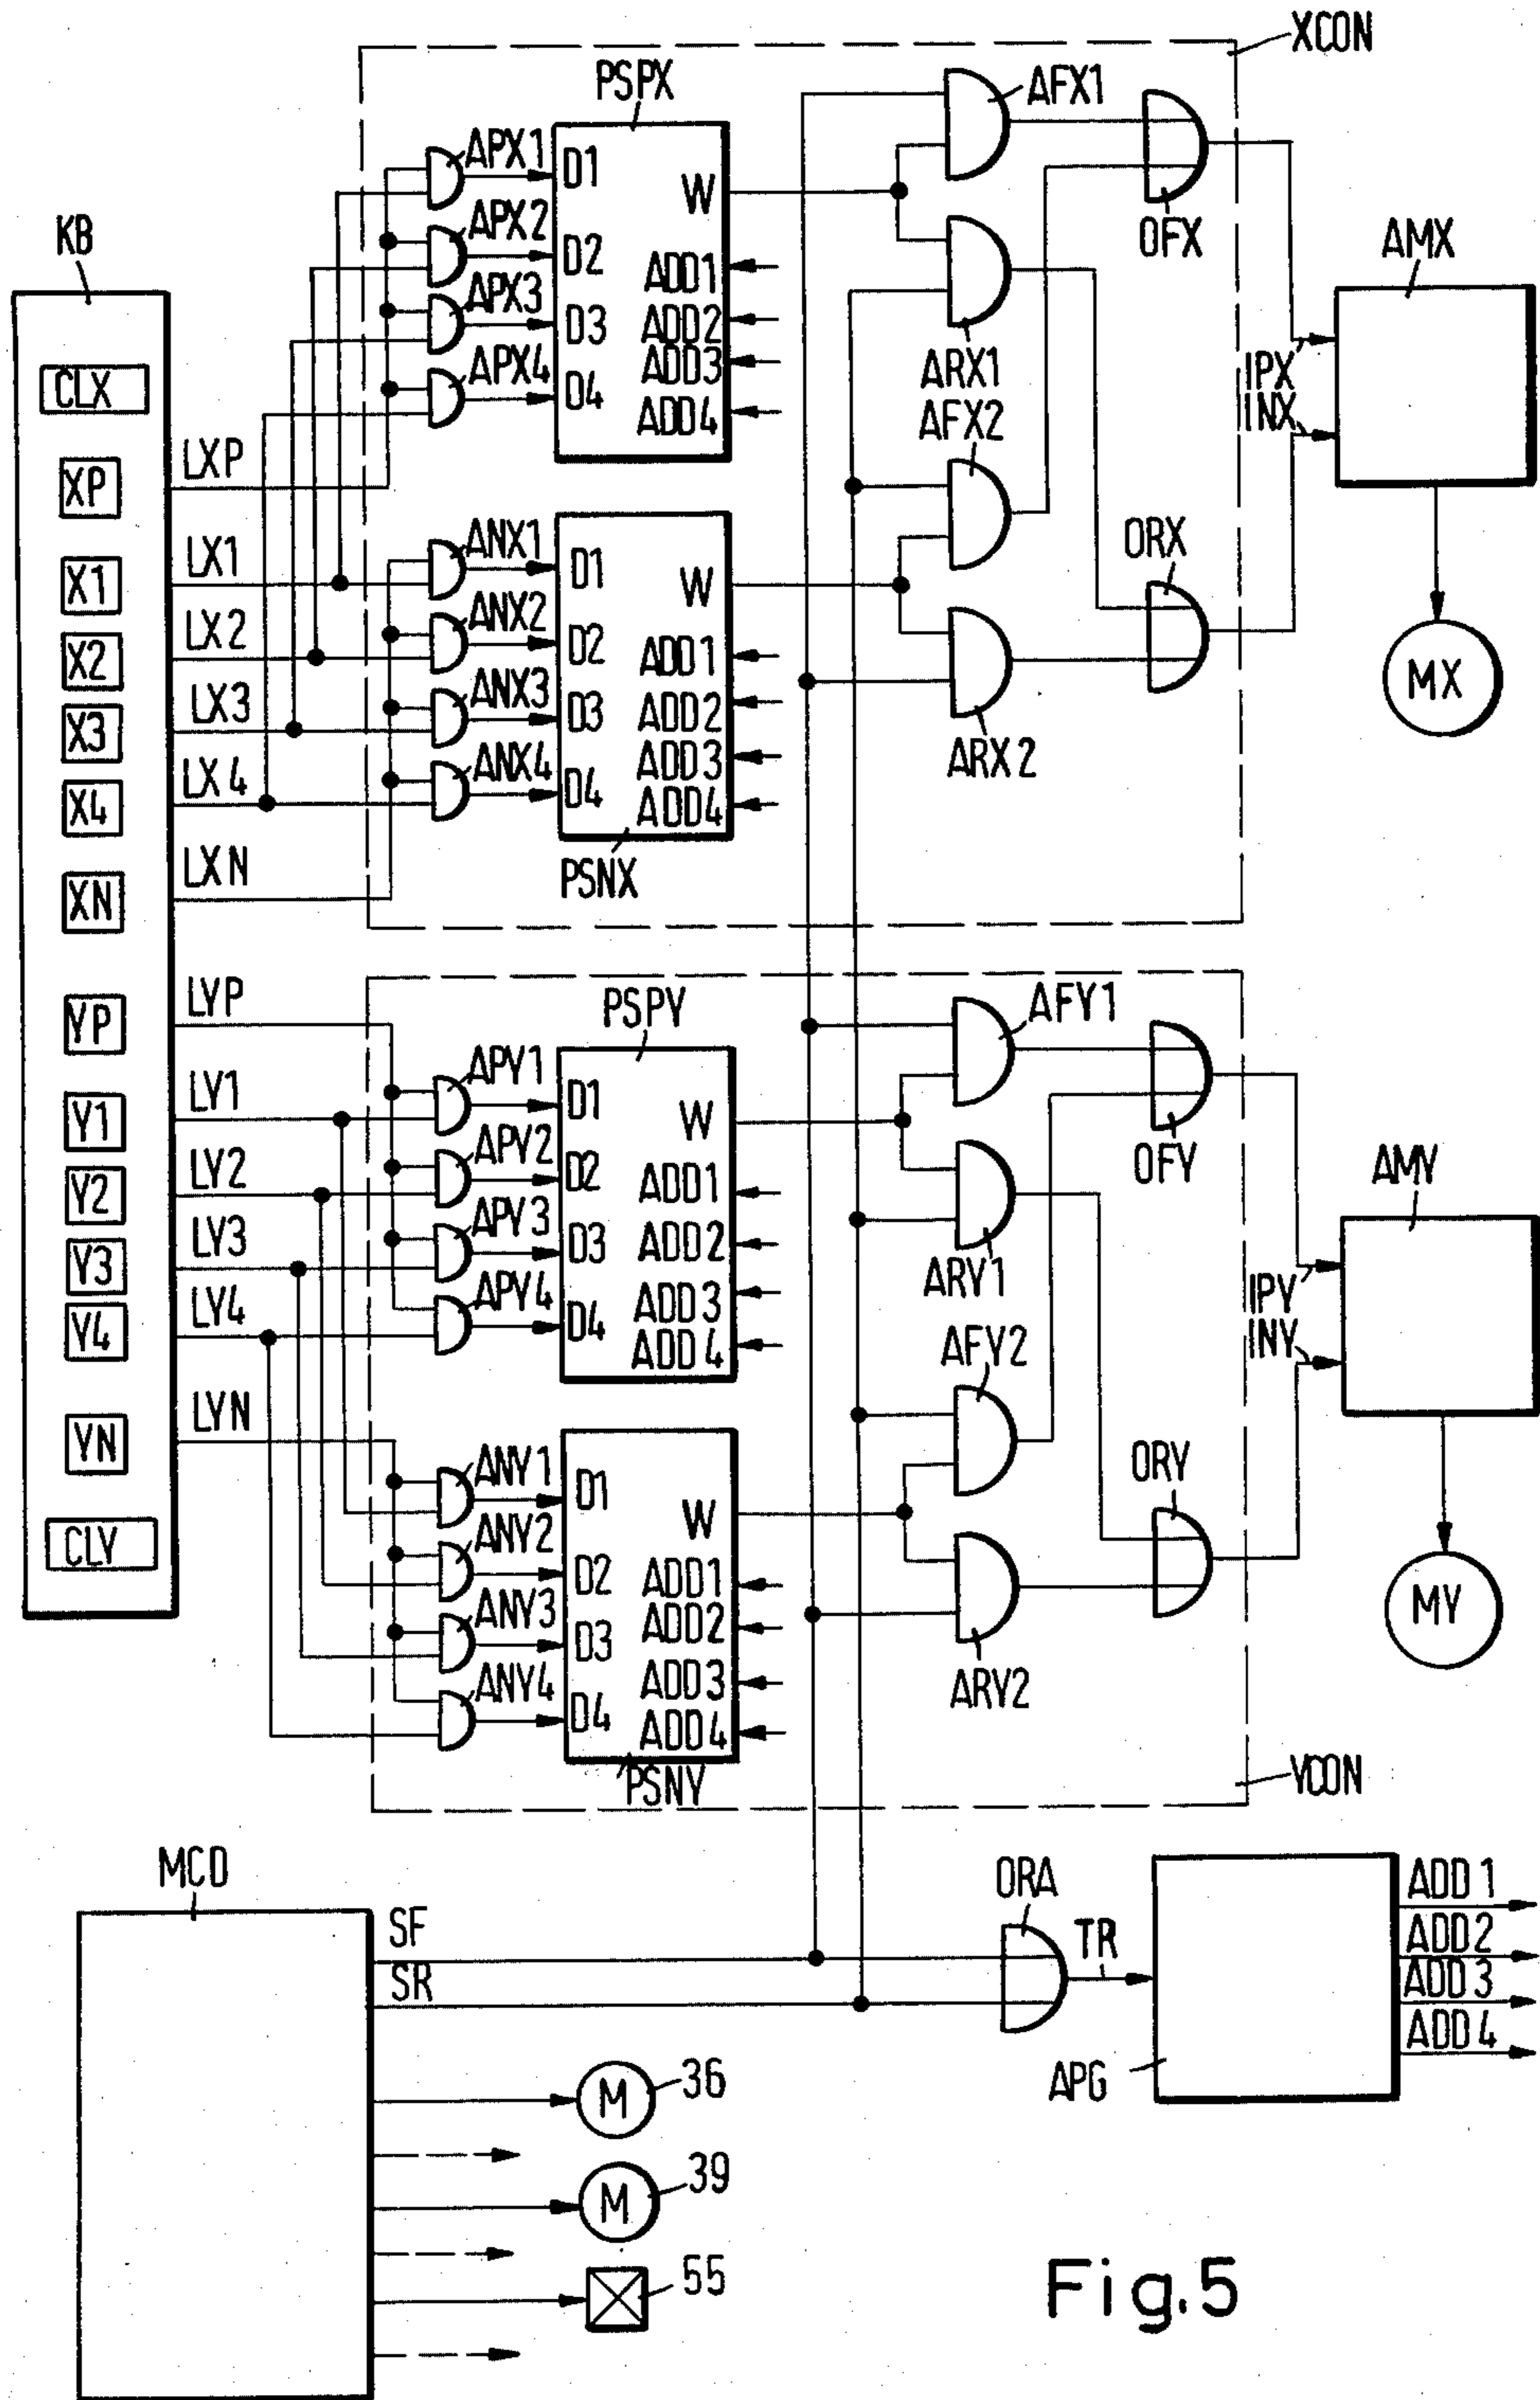 XCON
PSPX
AFX1
APX1
D1
W
APX2
D2
ADD1
OFX
KB
AMX
APX3
D3
ADD2
ARX1
ADD3
IPX
APX4
D4
ADD4
AFX2
INX
CLX
LXP
XP
ANX1
D1
W
ORX
LX1
X1
ANX2
D2
ADD1
LX2
X2
MX
ANX3
D3
ADD2
LX3
X3
ARX2
ANX4
D4
ADD3
ADD4
LX4
X4
PSNX
LXN
XN
LYP
YP
PSPY
AFY1
APY1
D1
W
LY1
Y1
OFY
APY2
D2
ADD1
LY2
Y2
AMY
APY3
D3
ADD2
LY3
Y3
ARY1
IPY
APY4
D4
ADD3
ADD4
LY4
Y4
AFY2
INY
LYN
YN
ANY1
D1
W
ORY
CLY
ANY2
D2
ADD1
MY
ANY3
D3
ADD2
ANY4
D4
ADD3
ADD4
ARY2
PSNY
YCON
MCD
SF
SR
ORA
TR
APG
ADD1
ADD2
ADD3
ADD4
M
36
M
39
55
Fig.5